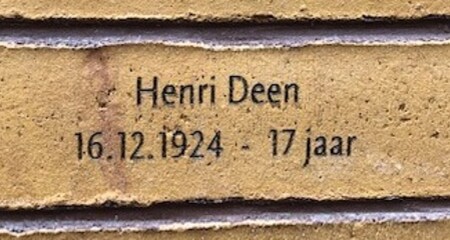 Henri Deen
16.12.1924 - 17 jaar